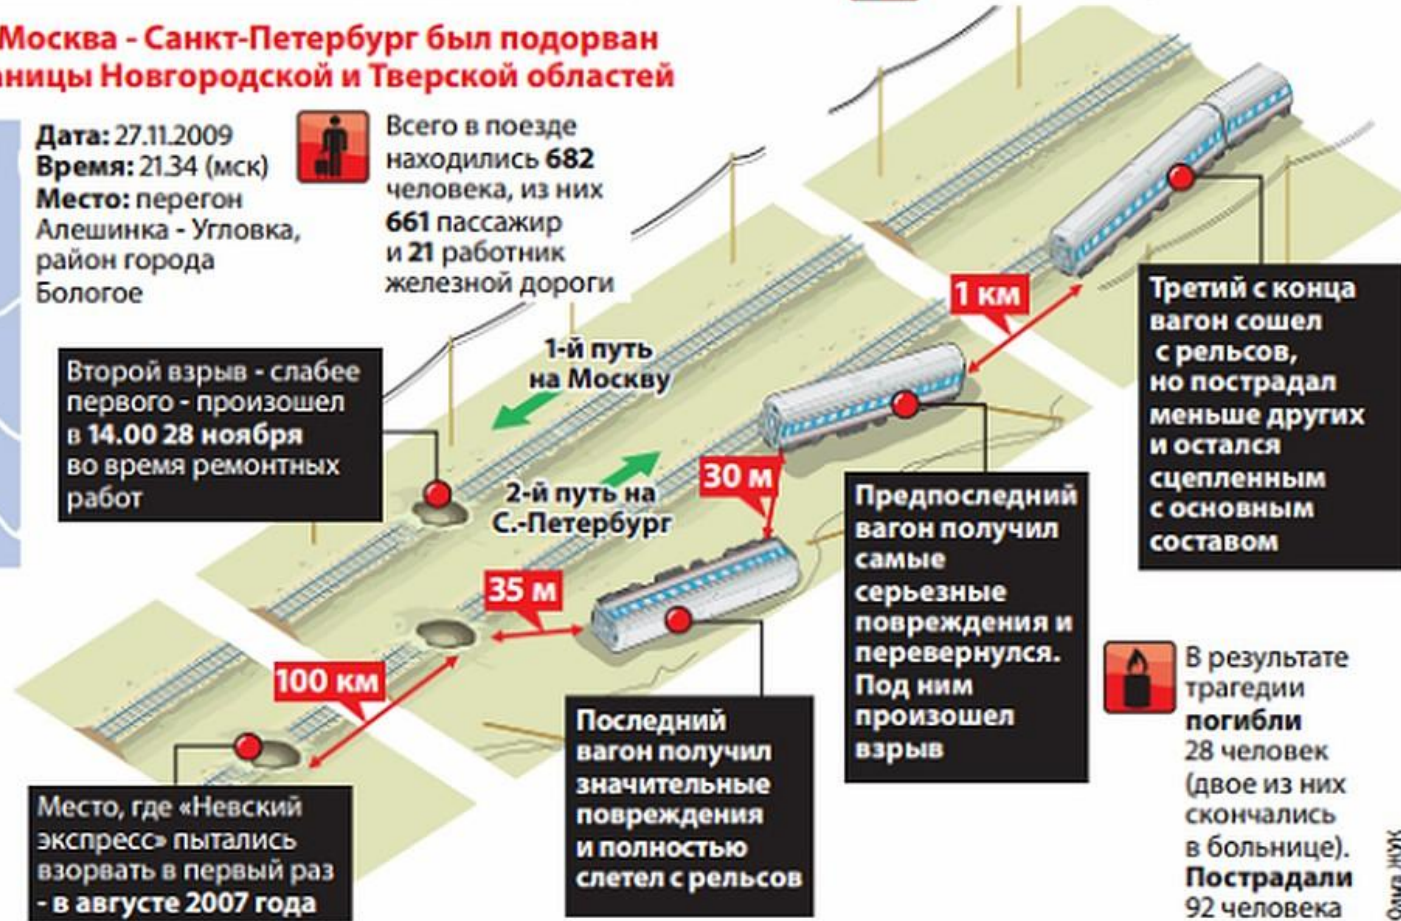 Москва - Санкт-Петербург был подорван
аницы Новгородской и Тверской областей
Дата: 27.11.2009
Время: 21.34 (мск)
Место: перегон
Алешинка - Угловка,
район города
Бологое
Всего в поезде
находились 682
человека, из них
661 пассажир
и 21 работник
железной дороги
Второй взрыв - слабее
первого - произошел
в 14.00 28 ноября
во время ремонтных
работ
1-й путь
на Москву
2-й путь на
С.-Петербург
1 км
30 м
35 м
100 км
Третий с конца
вагон сошел
с рельсов,
но пострадал
меньше других
и остался
сцепленным
с основным
составом
Предпоследний
вагон получил
самые
серьезные
повреждения и
перевернулся.
Под ним
произошел
взрыв
Последний
вагон получил
значительные
повреждения
и полностью
слетел с рельсов
Место, где «Невский
экспресс» пытались
взорвать в первый раз
- в августе 2007 года
В результате
трагедии
погибли
28 человек
(двое из них
скончались
в больнице).
Пострадали
92 человека
ЖУК